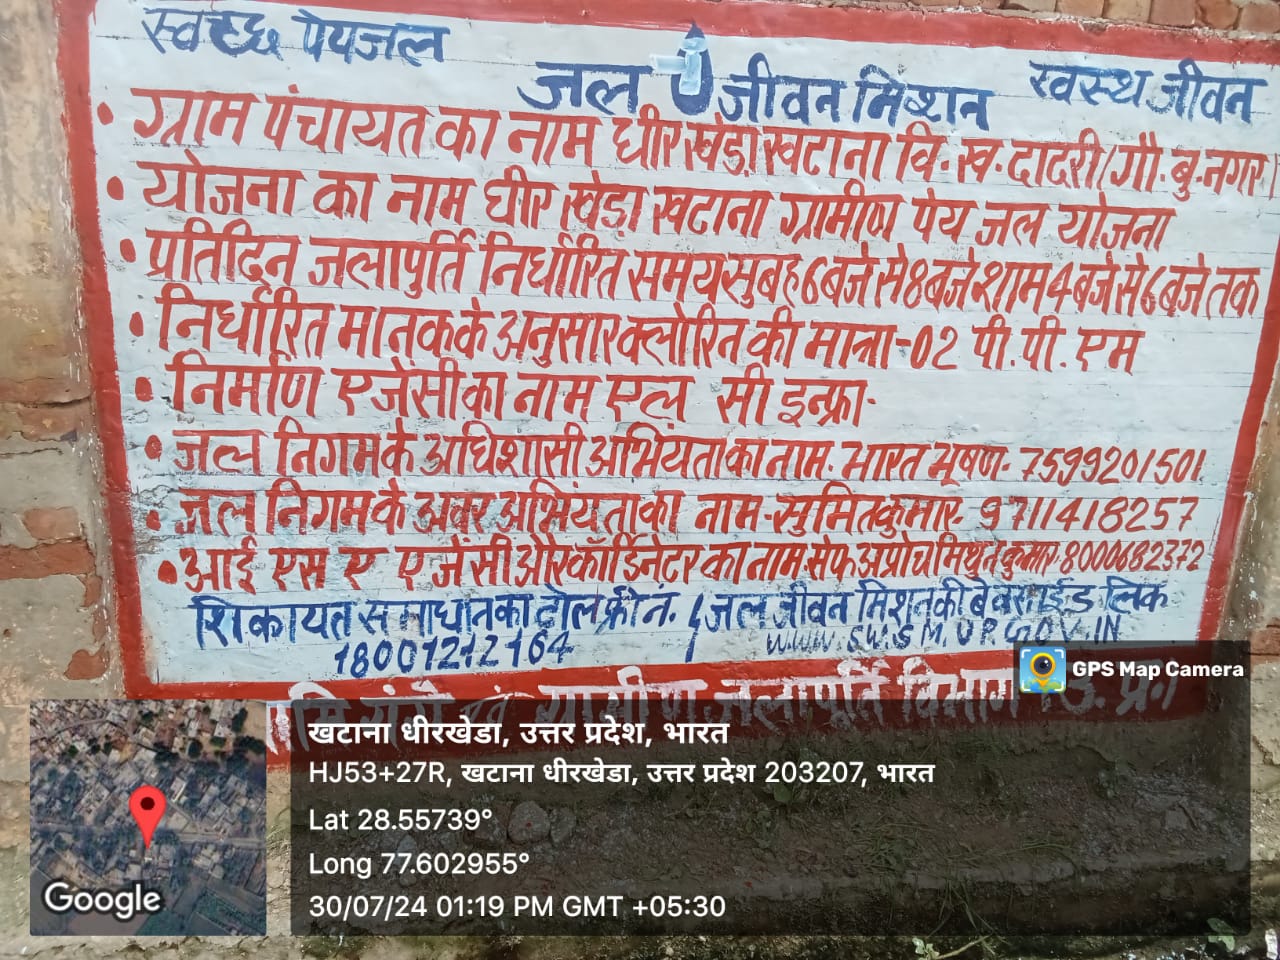 स्वच्छ पेयजल
जल जीवन मिशन
स्वस्थ जीवन
• ग्राम पंचायत का नाम धीर खेड़ा खटाना वि. ख. दादरी (गौ. बु. नगर)
• योजना का नाम धीर खेड़ा खटाना ग्रामीण पेय जल योजना
• प्रतिदिन जलापुर्ति निर्धारित समय सुबह 6 बजे से 8 बजे शाम 4 बजे से 6 बजे तक
• निर्धारित मानक के अनुसार क्लोरिन की मात्रा-02 पी.पी.एम
• निर्माण एजेंसी का नाम एल सी इन्फ्रा-
• जल निगम के अधिशासी अभियंता का नाम. भारत भूषण- 7599201501
• जल निगम के अवर अभियंता का नाम-सुमित कुमार- 9711418257
• आई एस ए एजेंसी ओर कॉर्डिनेटर का नाम. सेफ अप्रोच मिथुन कुमार-8000682372
शिकायत समाधान का टोल फ्री नं. / जल जीवन मिशन की बेवसाईड लिंक
18001212164 WWW.SWSM.UP.GOV.IN
ग्रामीण जलापूर्ति विभाग उ. प्र.
GPS Map Camera
खटाना धीरखेडा, उत्तर प्रदेश, भारत
HJ53+27R, खटाना धीरखेडा, उत्तर प्रदेश 203207, भारत
Lat 28.55739°
Long 77.602955°
30/07/24 01:19 PM GMT +05:30
Google